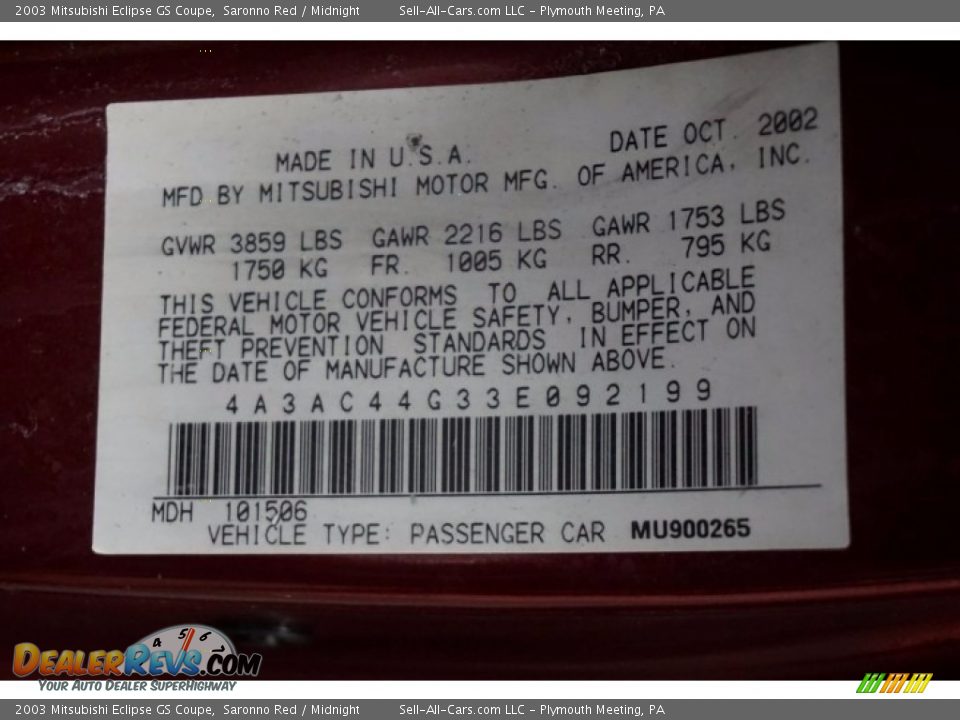 2003 Mitsubishi Eclipse GS Coupe, Saronno Red / Midnight Sell-All-Cars.com LLC - Plymouth Meeting, PA
MADE IN U.S.A. DATE OCT. 2002
MFD BY MITSUBISHI MOTOR MFG. OF AMERICA, INC.
GVWR 3859 LBS GAWR 2216 LBS GAWR 1753 LBS
1750 KG FR. 1005 KG RR. 795 KG
THIS VEHICLE CONFORMS TO ALL APPLICABLE
FEDERAL MOTOR VEHICLE SAFETY, BUMPER, AND
THEFT PREVENTION STANDARDS IN EFFECT ON
THE DATE OF MANUFACTURE SHOWN ABOVE.
4A3AC44G33E092199
MDH 101506
VEHICLE TYPE: PASSENGER CAR MU900265
4 5 6
DEALERREVS.COM
YOUR AUTO DEALER SUPERHIGHWAY
2003 Mitsubishi Eclipse GS Coupe, Saronno Red / Midnight Sell-All-Cars.com LLC - Plymouth Meeting, PA